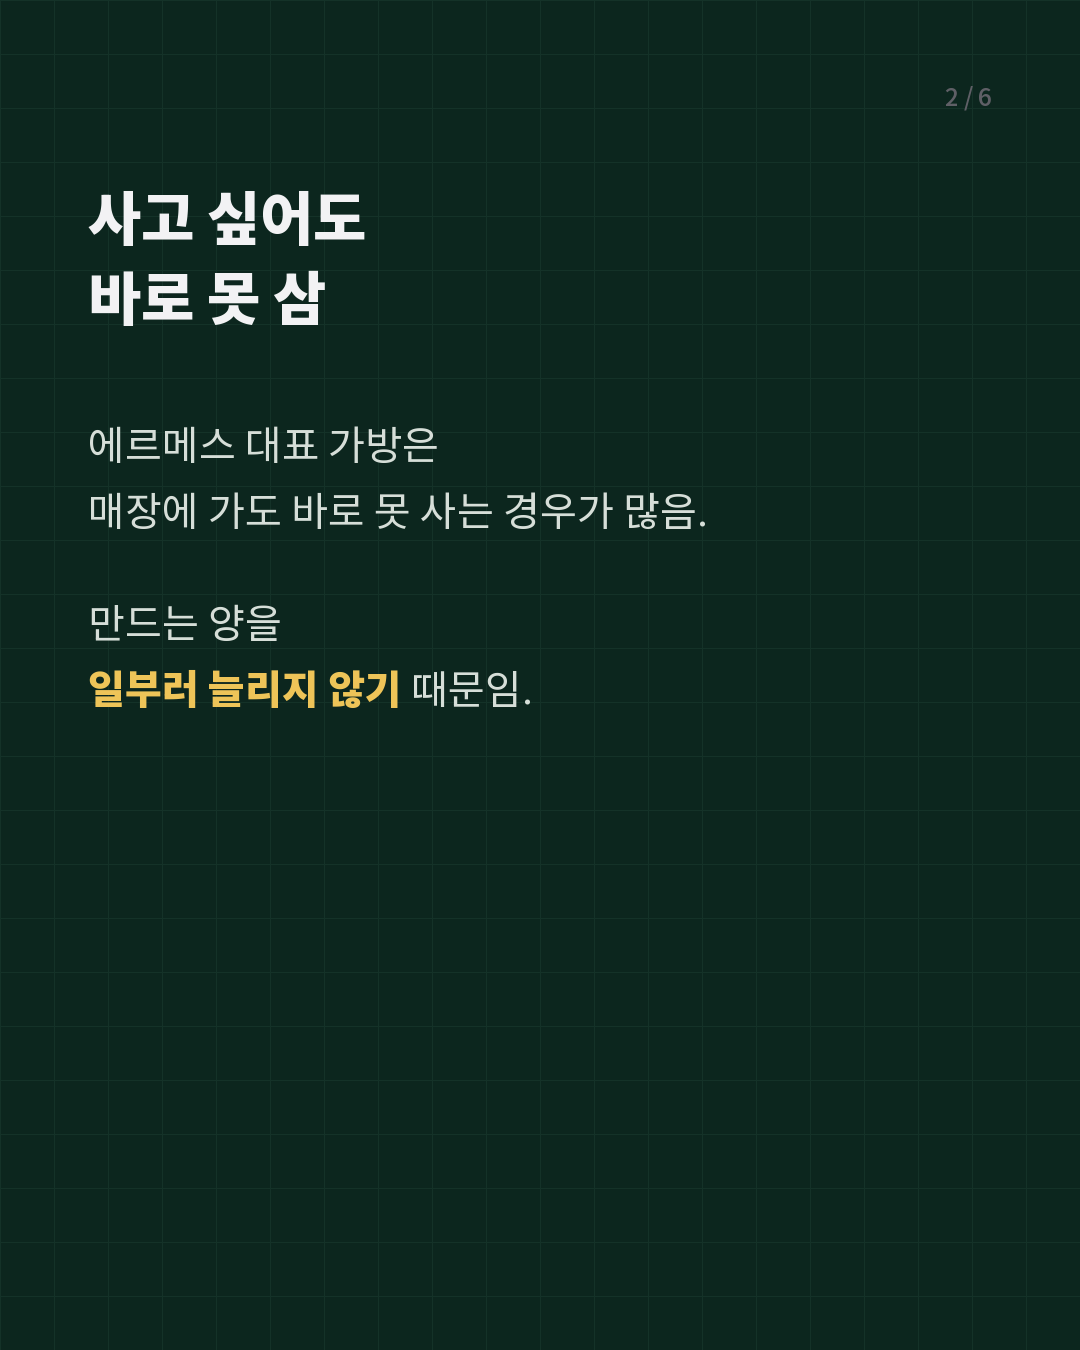 2 / 6
사고 싶어도
바로 못 삼
에르메스 대표 가방은
매장에 가도 바로 못 사는 경우가 많음.
만드는 양을
일부러 늘리지 않기 때문임.